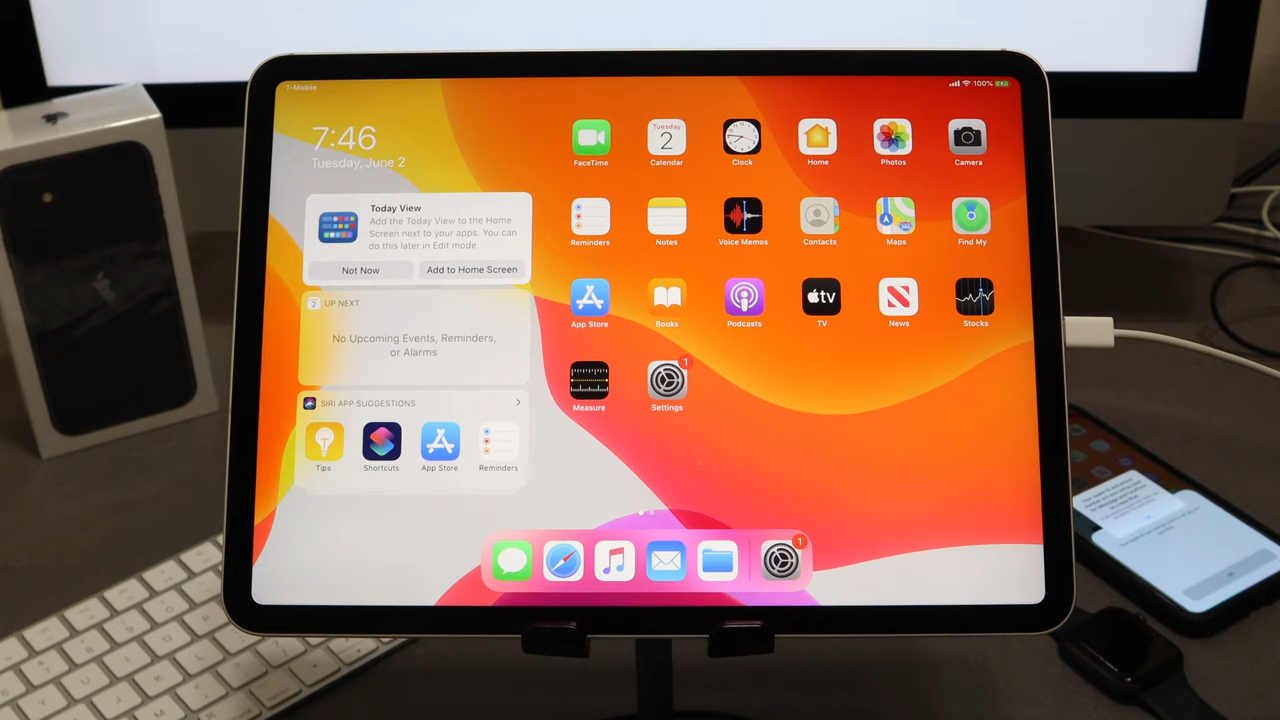 T-Mobile
100%
7:46
Tuesday, June 2
Today View
Add the Today View to the Home
Screen next to your apps. You can
do this later in Edit mode.
Not Now
Add to Home Screen
2
UP NEXT
No Upcoming Events, Reminders,
or Alarms
SIRI APP SUGGESTIONS
Tips
Shortcuts
App Store
Reminders
Tuesday
2
FaceTime
Calendar
Clock
Home
Photos
Camera
Reminders
Notes
Voice Memos
Contacts
Maps
Find My
tv
App Store
Books
Podcasts
TV
News
Stocks
1
Measure
Settings
1